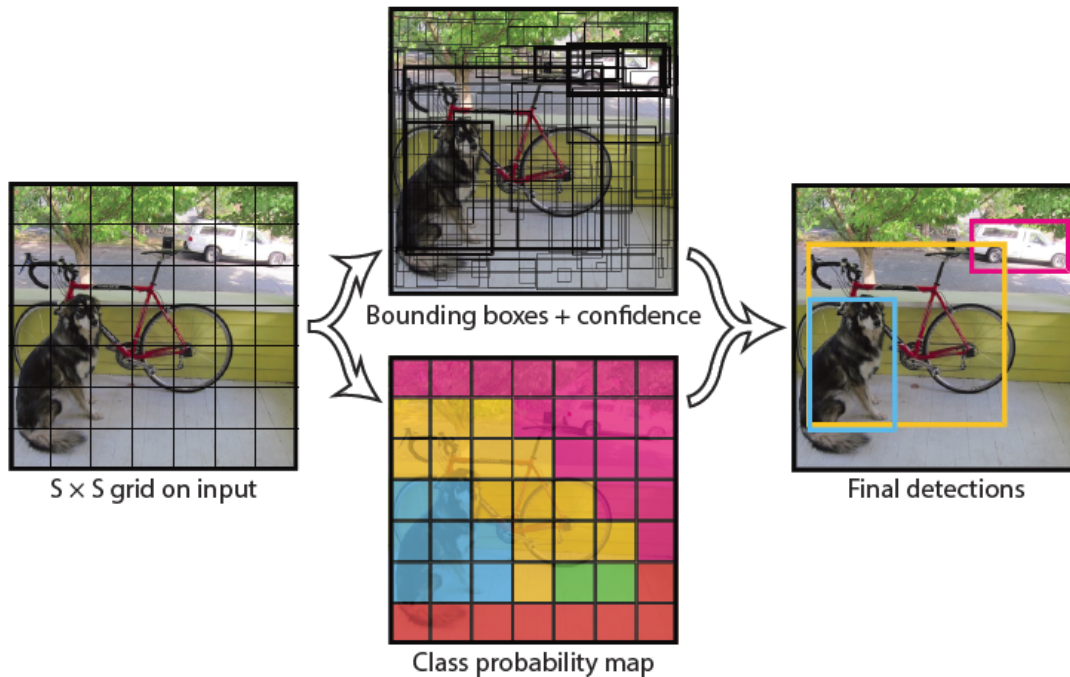 S × S grid on input
Bounding boxes + confidence
Class probability map
Final detections